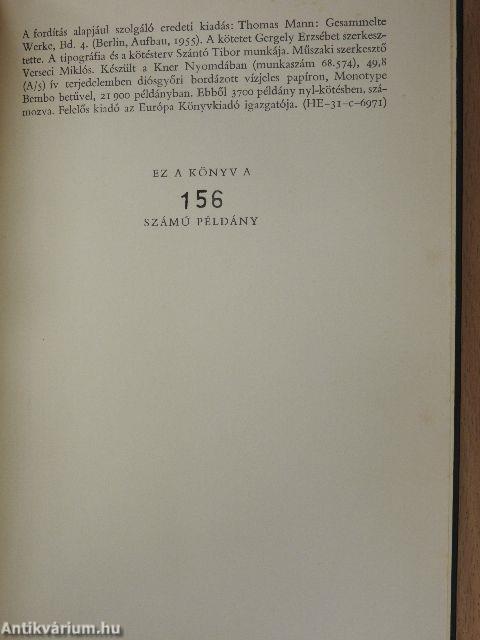 A fordítás alapjául szolgáló eredeti kiadás: Thomas Mann: Gesammelte
Werke, Bd. 4. (Berlin, Aufbau, 1955). A kötetet Gergely Erzsébet szerkesz-
tette. A tipográfia és a kötésterv Szántó Tibor munkája. Műszaki szerkesztő
Verseci Miklós. Készült a Kner Nyomdában (munkaszám 68.574), 49,8
(A/5) ív terjedelemben diósgyőri bordázott vízjeles papíron, Monotype
Bembo betűvel, 21 900 példányban. Ebből 3700 példány nyl-kötésben, szá-
mozva. Felelős kiadó az Európa Könyvkiadó igazgatója. (HE–31–c–6971)
EZ A KÖNYV A
156
SZÁMŰ PÉLDÁNY
Antikvárium.hu